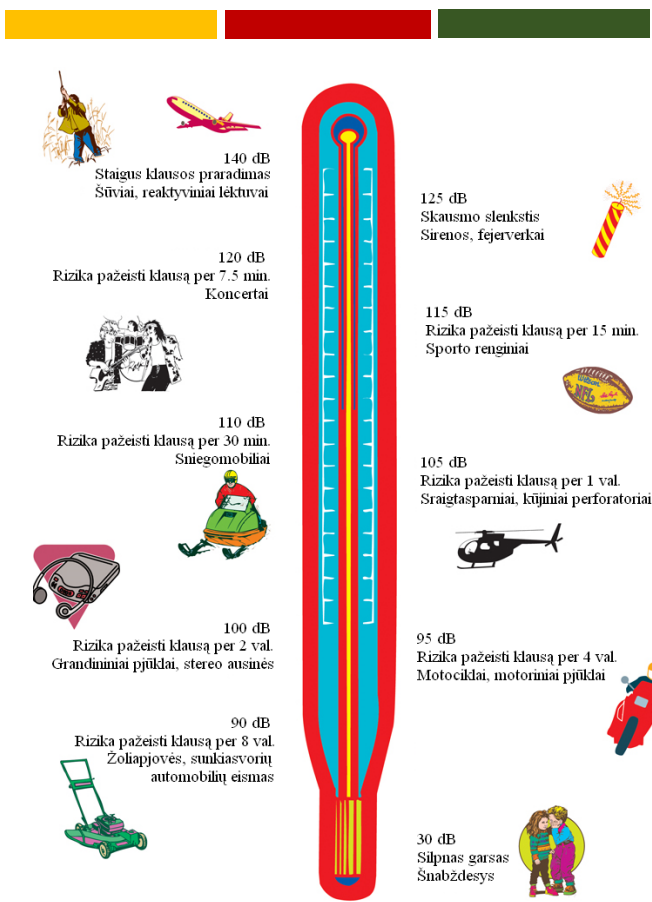 140 dB
Staigus klausos praradimas
Šūviai, reaktyviniai lėktuvai
125 dB
Skausmo slenkstis
Sirenos, fejerverkai
120 dB
Rizika pažeisti klausą per 7.5 min.
Koncertai
115 dB
Rizika pažeisti klausą per 15 min.
Sporto renginiai
NFL
110 dB
Rizika pažeisti klausą per 30 min.
Sniegomobiliai
105 dB
Rizika pažeisti klausą per 1 val.
Sraigtasparniai, kūjiniai perforatoriai
100 dB
Rizika pažeisti klausą per 2 val.
Grandininiai pjūklai, stereo ausinės
95 dB
Rizika pažeisti klausą per 4 val.
Motociklai, motoriniai pjūklai
90 dB
Rizika pažeisti klausą per 8 val.
Žoliapjovės, sunkiasvorių
automobilių eismas
30 dB
Silpnas garsas
Šnabždesys